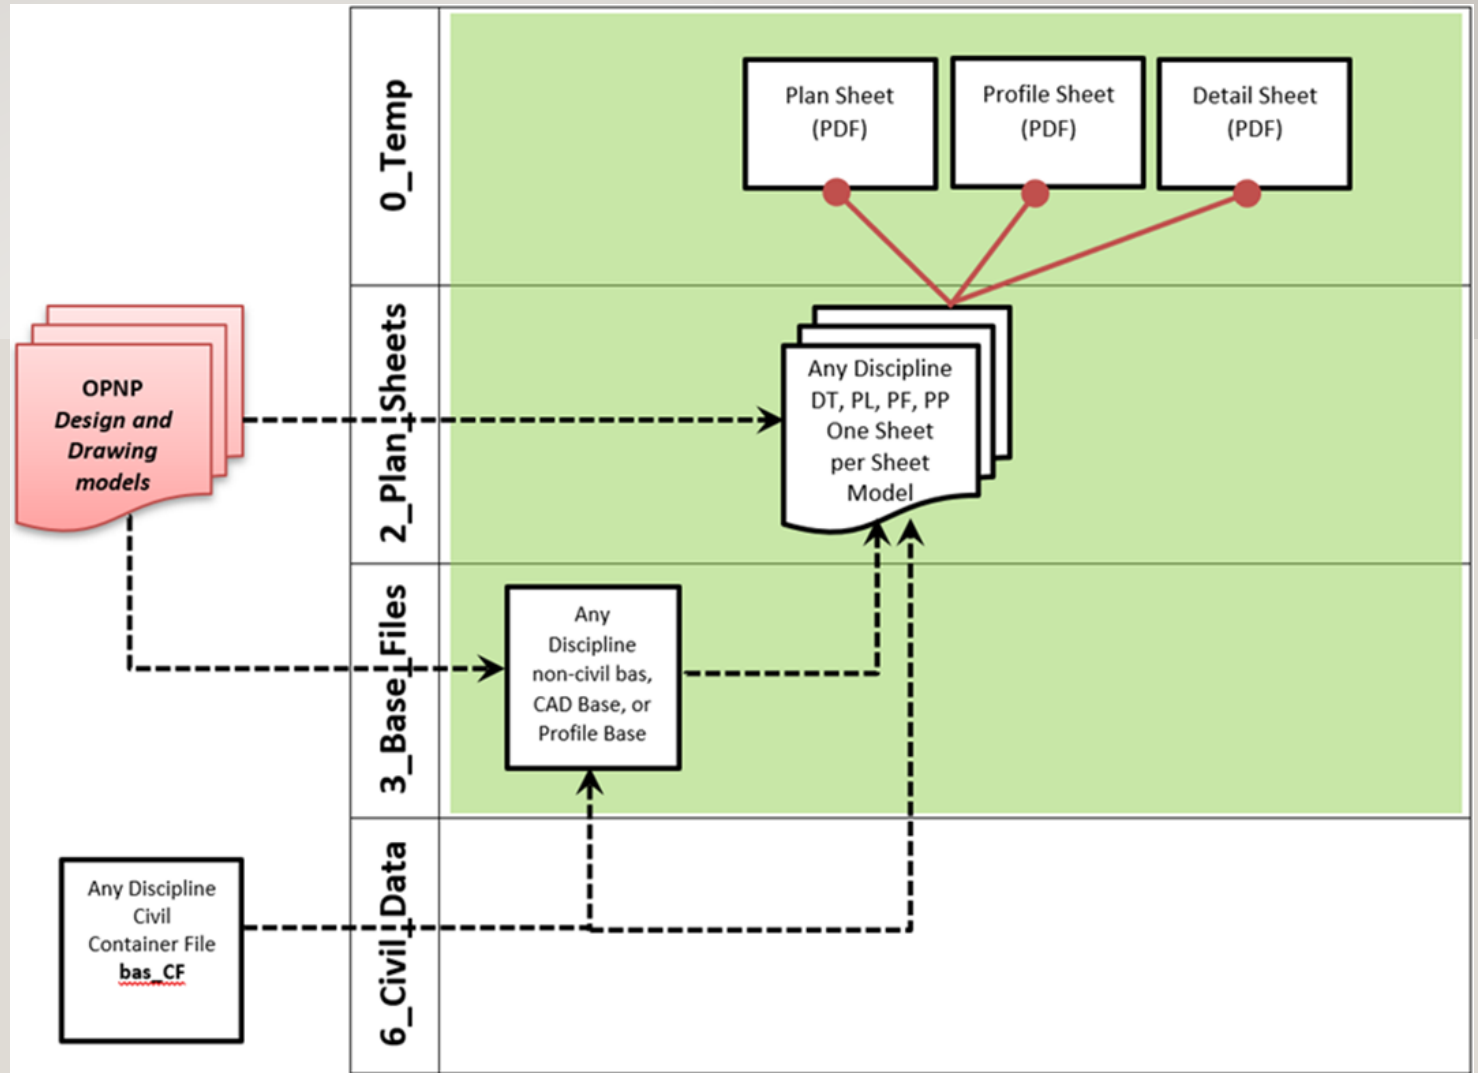 0_Temp
Plan Sheet
(PDF)
Profile Sheet
(PDF)
Detail Sheet
(PDF)
2_Plan_Sheets
OPNP
Design and
Drawing
models
Any Discipline
DT, PL, PF, PP
One Sheet
per Sheet
Model
3_Base_Files
Any
Discipline
non-civil bas,
CAD Base, or
Profile Base
6_Civil_Data
Any Discipline
Civil
Container File
bas_CF